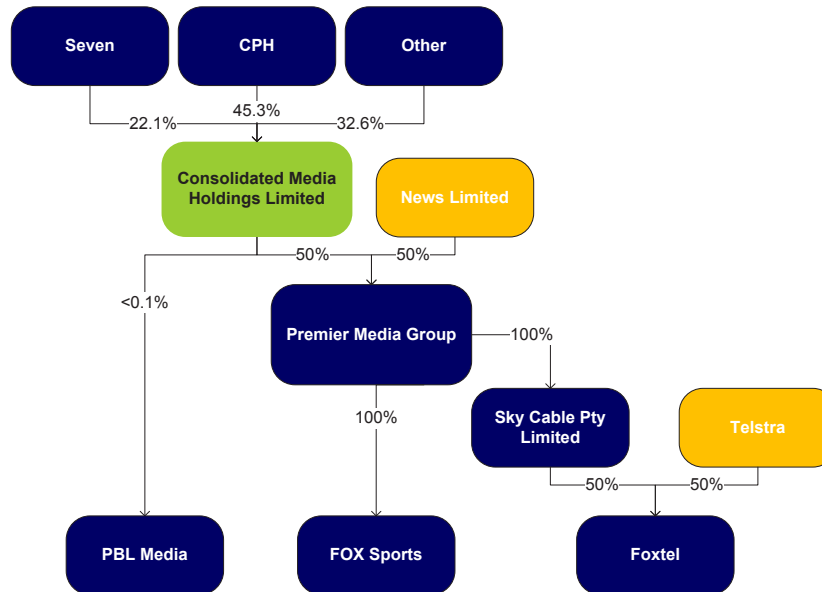 Seven
CPH
Other
45.3%
22.1%
32.6%
Consolidated Media
Holdings Limited
News Limited
50%
50%
<0.1%
Premier Media Group
100%
100%
Sky Cable Pty
Limited
Telstra
50%
50%
PBL Media
FOX Sports
Foxtel